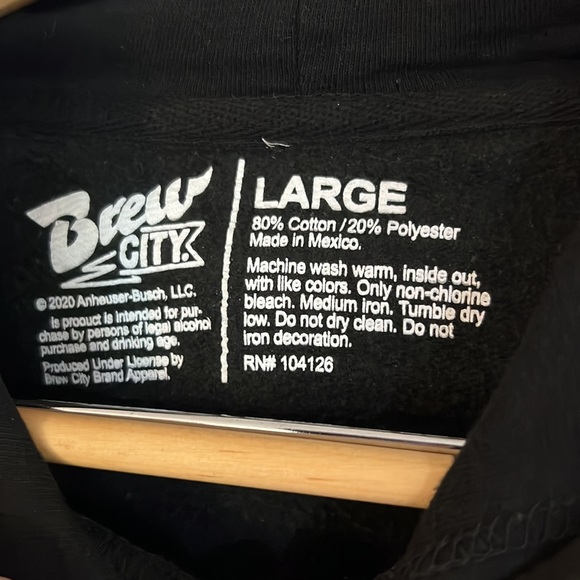 Brew
CITY.
© 2020 Anheuser-Busch, LLC.
is product is intended for pur-
chase by persons of legal alcohol
purchase and drinking age.
Produced Under License by
Brew City Brand Apparel.
LARGE
80% Cotton / 20% Polyester
Made in Mexico.
Machine wash warm, inside out,
with like colors. Only non-chlorine
bleach. Medium iron. Tumble dry
low. Do not dry clean. Do not
iron decoration.
RN# 104126